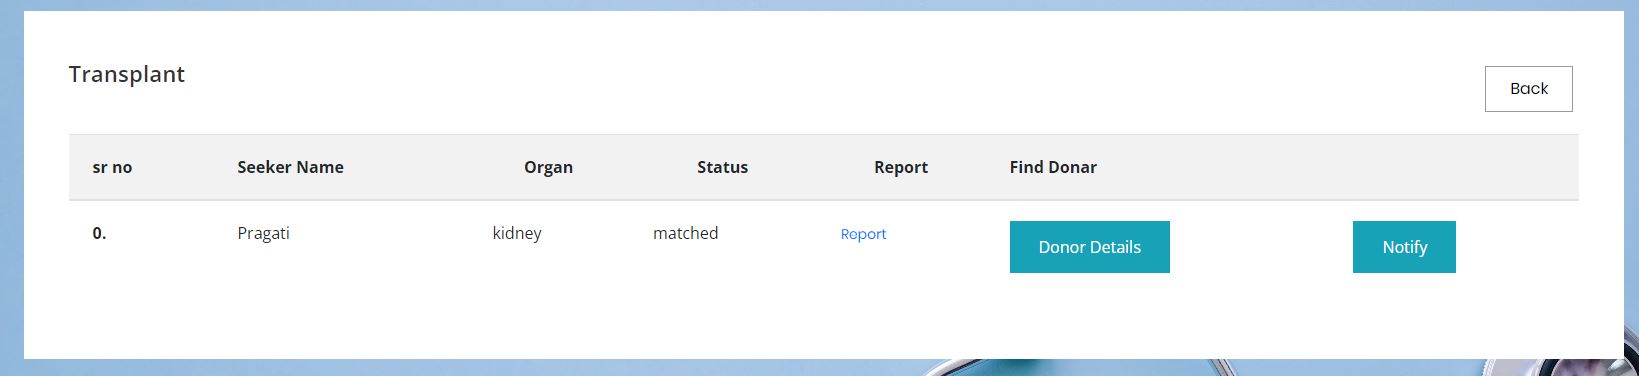 Transplant
Back
sr no Seeker Name Organ Status Report Find Donar
0. Pragati kidney matched Report Donor Details Notify